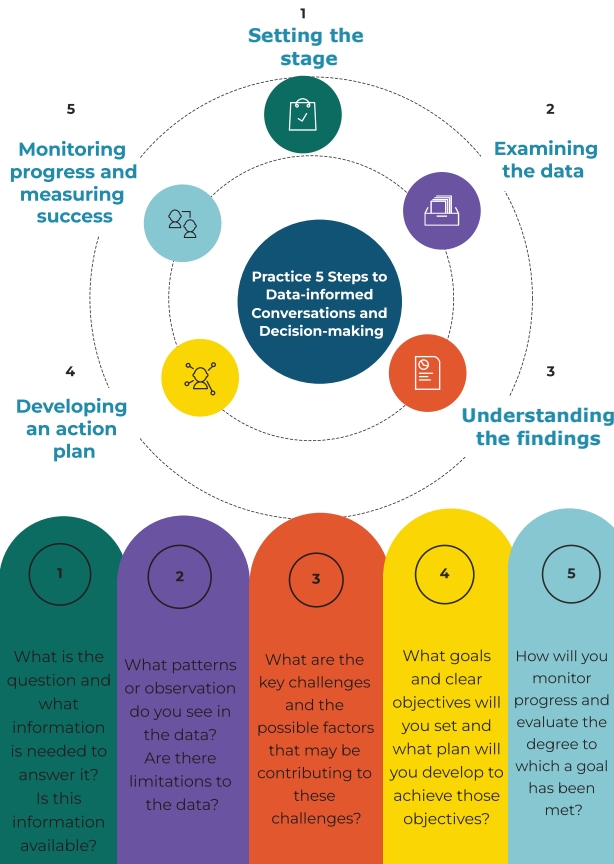 1
Setting the
stage
5
Monitoring
progress and
measuring
success
2
Examining
the data
Practice 5 Steps to
Data-informed
Conversations and
Decision-making
4
Developing
an action
plan
3
Understanding
the findings
1
What is the
question and
what
information
is needed to
answer it?
Is this
information
available?
2
What patterns
or observation
do you see in
the data?
Are there
limitations to
the data?
3
What are the
key challenges
and the
possible factors
that may be
contributing to
these
challenges?
4
What goals
and clear
objectives will
you set and
what plan will
you develop to
achieve those
objectives?
5
How will you
monitor
progress and
evaluate the
degree to
which a goal
has been
met?